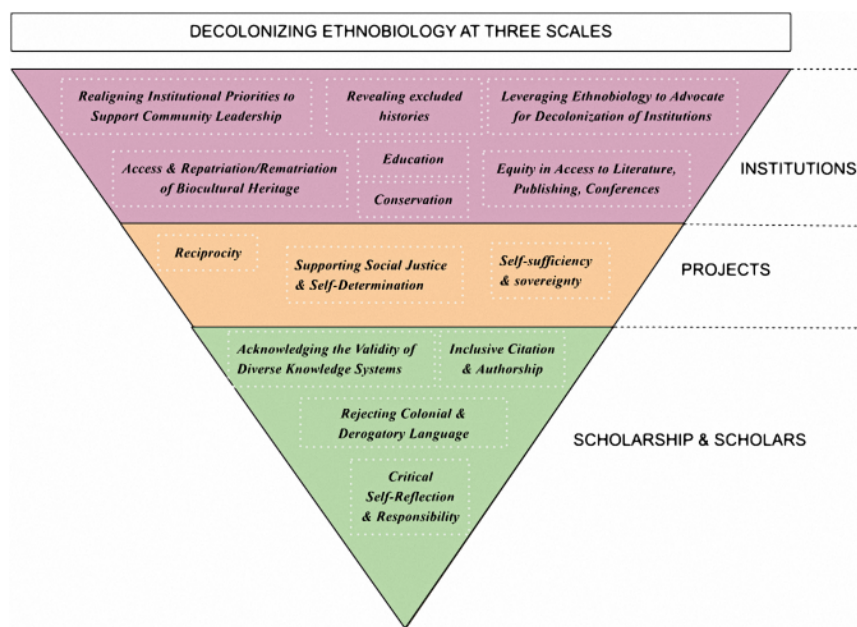 DECOLONIZING ETHNOBIOLOGY AT THREE SCALES
Realigning Institutional Priorities to
Support Community Leadership
Revealing excluded
histories
Leveraging Ethnobiology to Advocate
for Decolonization of Institutions
Access & Repatriation/Rematriation
of Biocultural Heritage
Education
Conservation
Equity in Access to Literature,
Publishing, Conferences
INSTITUTIONS
Reciprocity
Supporting Social Justice
& Self-Determination
Self-sufficiency
& sovereignty
PROJECTS
Acknowledging the Validity of
Diverse Knowledge Systems
Inclusive Citation
& Authorship
Rejecting Colonial &
Derogatory Language
Critical
Self-Reflection
& Responsibility
SCHOLARSHIP & SCHOLARS